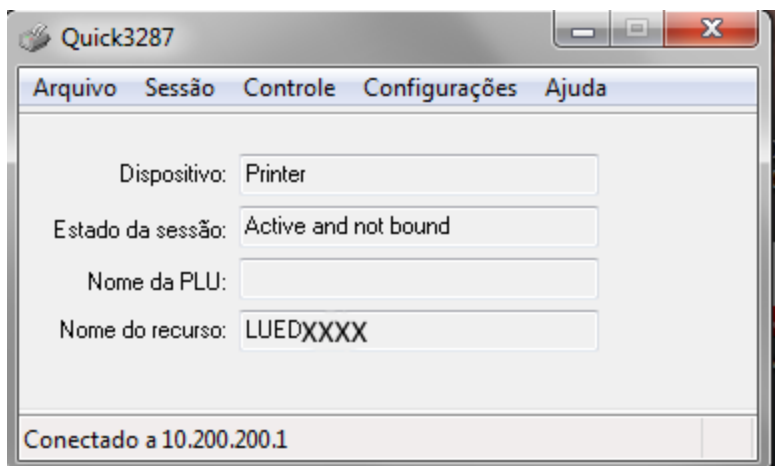 Quick3287
Arquivo Sessão Controle Configurações Ajuda
Dispositivo: Printer
Estado da sessão: Active and not bound
Nome da PLU:
Nome do recurso: LUEDXXXX
Conectado a 10.200.200.1